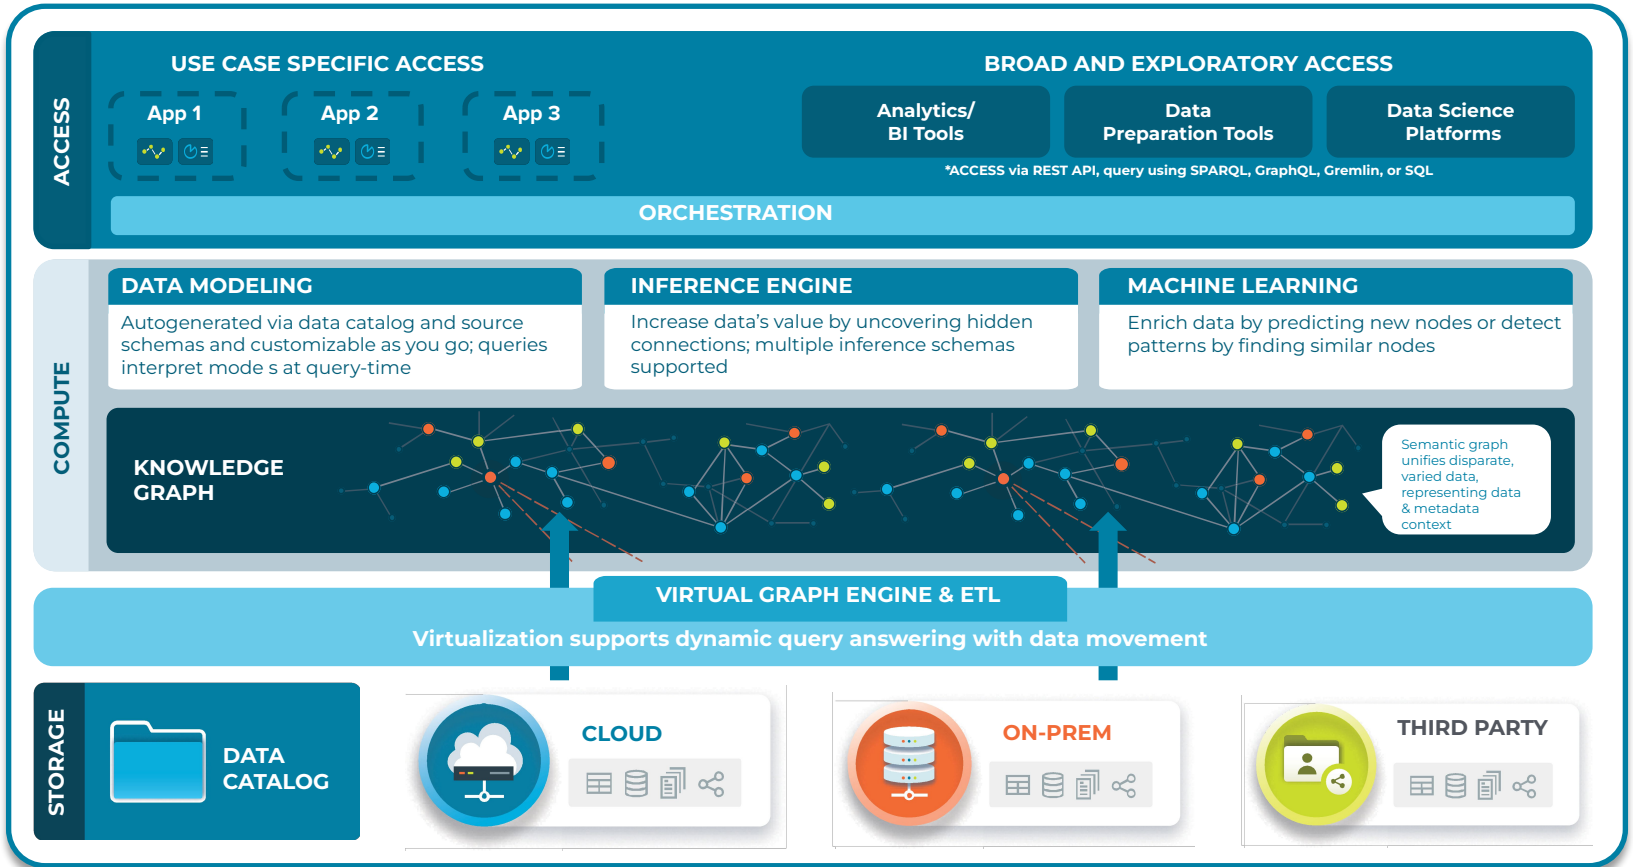 ACCESS
USE CASE SPECIFIC ACCESS
App 1
App 2
App 3
BROAD AND EXPLORATORY ACCESS
Analytics/
BI Tools
Data
Preparation Tools
Data Science
Platforms
*ACCESS via REST API, query using SPARQL, GraphQL, Gremlin, or SQL
ORCHESTRATION
COMPUTE
DATA MODELING
Autogenerated via data catalog and source
schemas and customizable as you go; queries
interpret mode s at query-time
INFERENCE ENGINE
Increase data’s value by uncovering hidden
connections; multiple inference schemas
supported
MACHINE LEARNING
Enrich data by predicting new nodes or detect
patterns by finding similar nodes
KNOWLEDGE
GRAPH
Semantic graph
unifies disparate,
varied data,
representing data
& metadata
context
VIRTUAL GRAPH ENGINE & ETL
Virtualization supports dynamic query answering with data movement
STORAGE
DATA
CATALOG
CLOUD
ON-PREM
THIRD PARTY